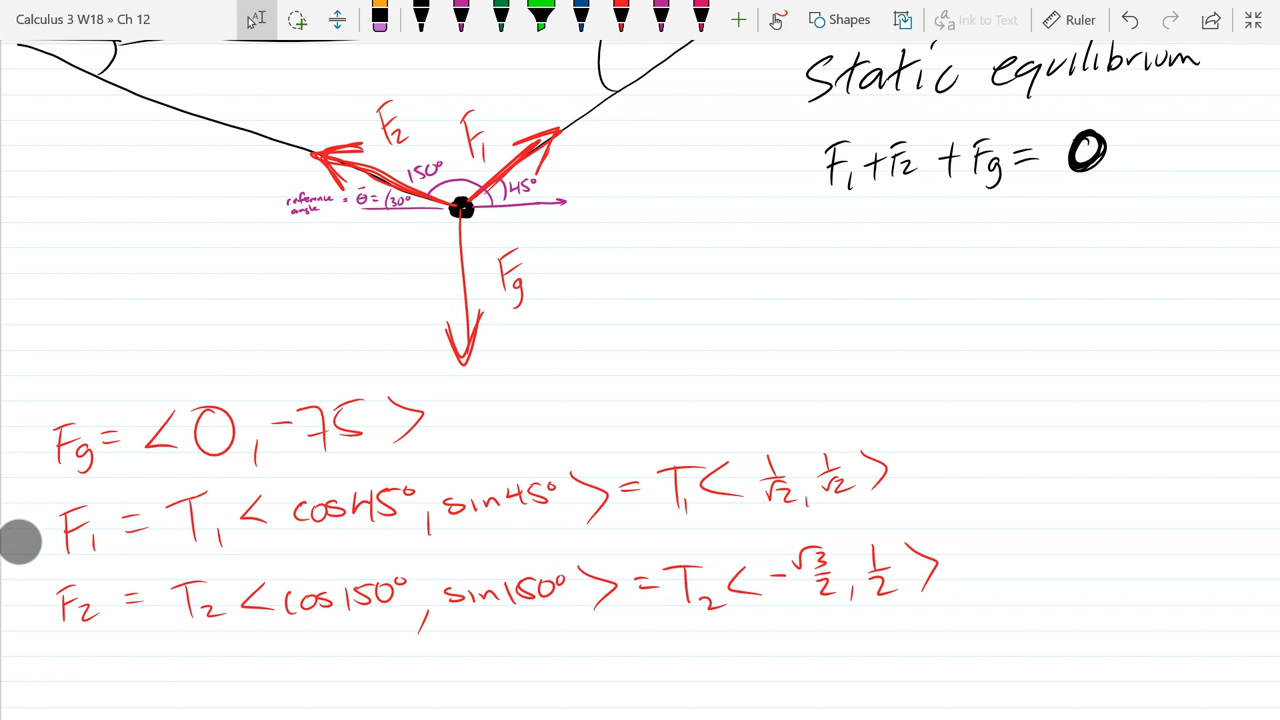 Calculus 3 W18 » Ch 12
Shapes
Ink to Text
Ruler
static equilibrium
F₁ + F₂ + Fg = 0
F₂
F₁
150°
45°
reference angle = θ = 30°
Fg
Fg = <0, -75>
F₁ = T₁ <cos45°, sin45°> = T₁ <1/√2, 1/√2>
F₂ = T₂ <cos150°, sin150°> = T₂ <-√3/2, 1/2>